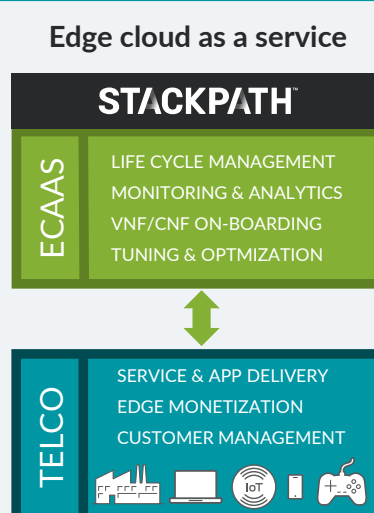 Edge cloud as a service
STACKPATH™
ECAAS
LIFE CYCLE MANAGEMENT
MONITORING & ANALYTICS
VNF/CNF ON-BOARDING
TUNING & OPTMIZATION
TELCO
SERVICE & APP DELIVERY
EDGE MONETIZATION
CUSTOMER MANAGEMENT
IoT